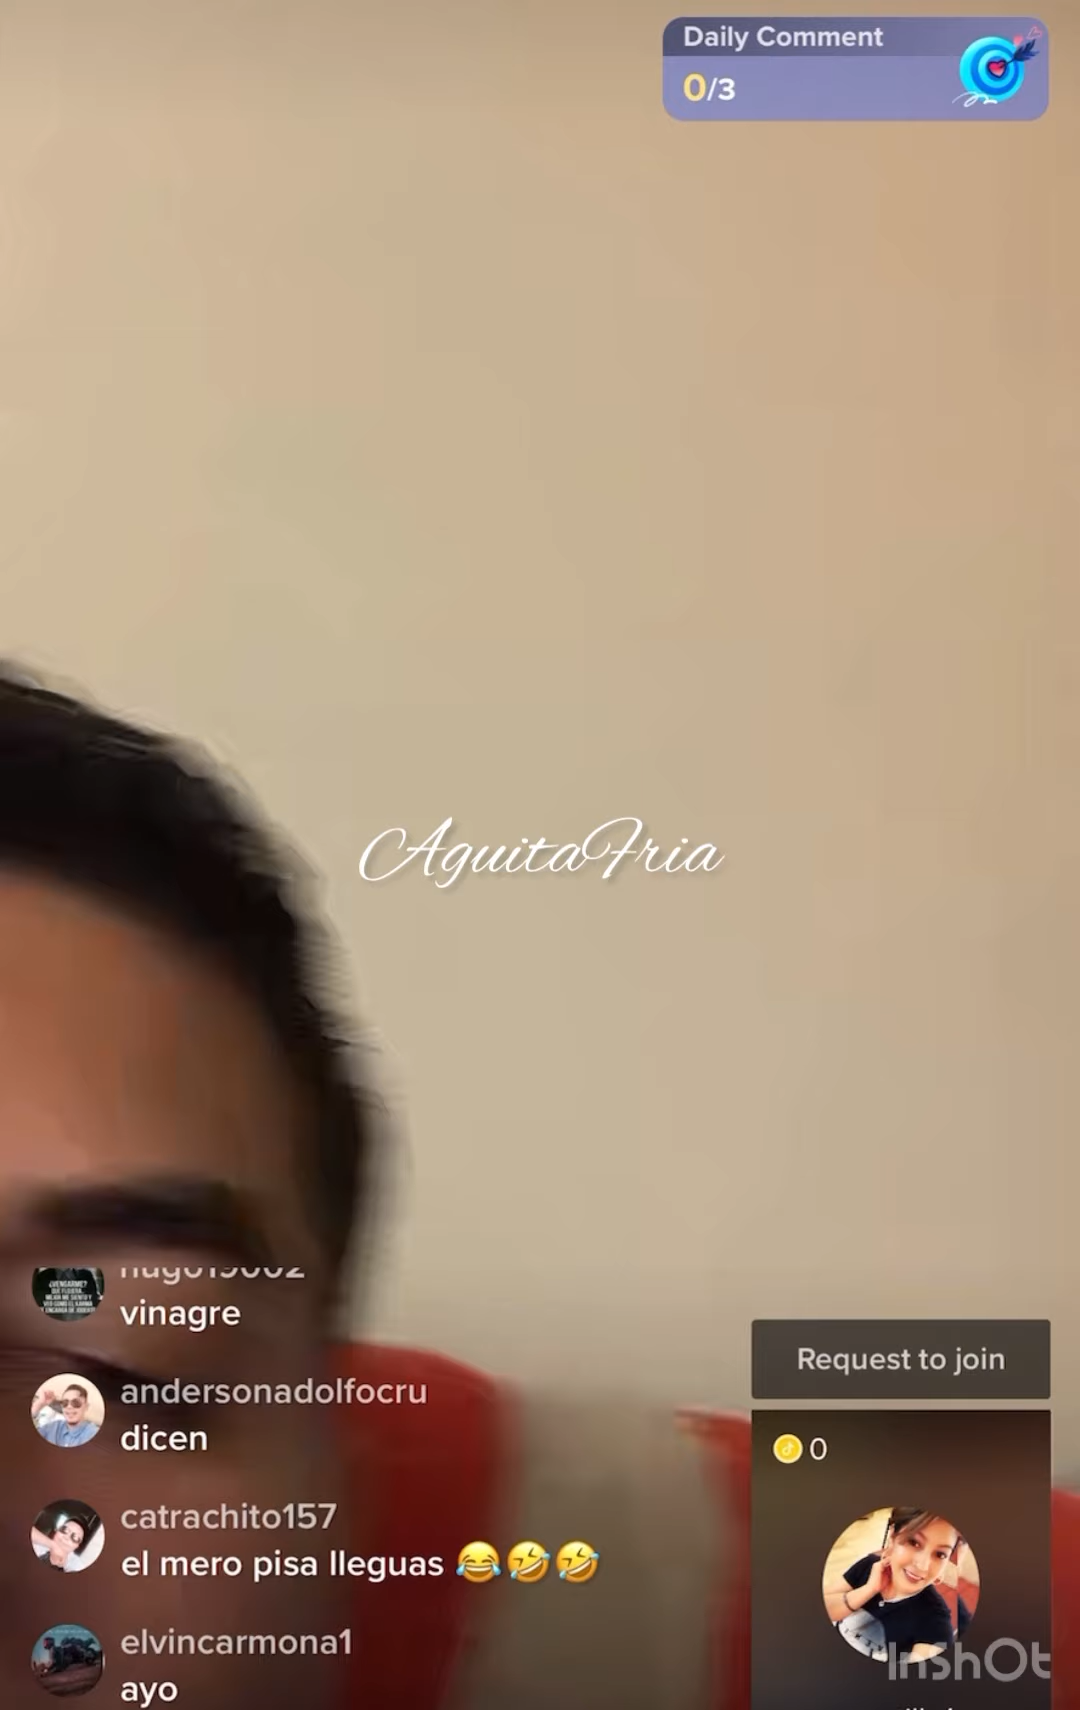 Daily Comment
0/3
AguitaFria
hugo19002
vinagre
andersonadolfocru
dicen
catrachito157
el mero pisa lleguas 😂🤣🤣
elvincarmona1
ayo
Request to join
0
InShOt